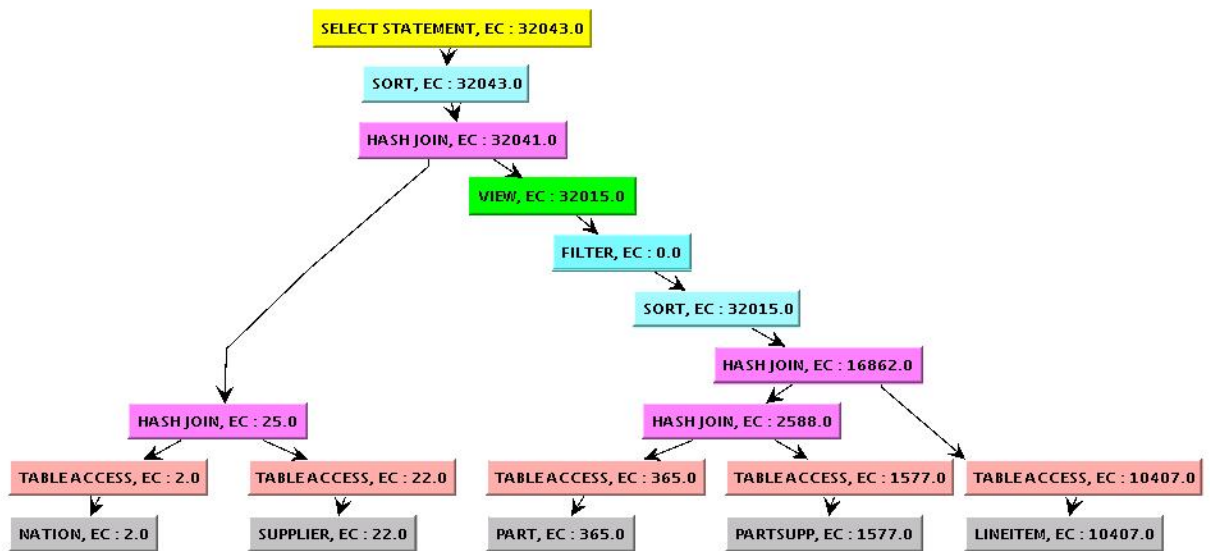 SELECT STATEMENT, EC : 32043.0
SORT, EC : 32043.0
HASH JOIN, EC : 32041.0
VIEW, EC : 32015.0
FILTER, EC : 0.0
SORT, EC : 32015.0
HASH JOIN, EC : 16862.0
HASH JOIN, EC : 25.0
HASH JOIN, EC : 2588.0
TABLE ACCESS, EC : 2.0
TABLE ACCESS, EC : 22.0
TABLE ACCESS, EC : 365.0
TABLE ACCESS, EC : 1577.0
TABLE ACCESS, EC : 10407.0
NATION, EC : 2.0
SUPPLIER, EC : 22.0
PART, EC : 365.0
PARTSUPP, EC : 1577.0
LINEITEM, EC : 10407.0